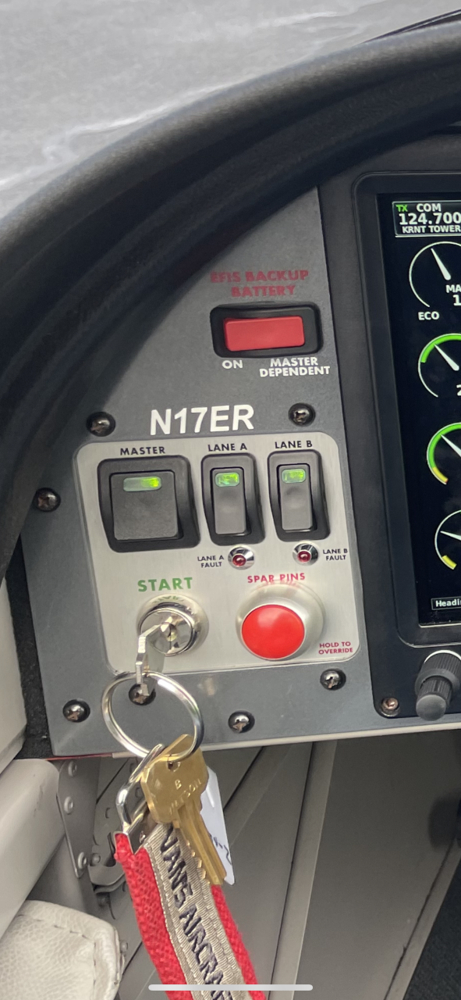 TX COM
124.700
KRNT TOWER
ECO
EFIS BACKUP
BATTERY
ON
MASTER
DEPENDENT
N17ER
MASTER
LANE A
LANE B
LANE A
FAULT
LANE B
FAULT
START
SPAR PINS
HOLD TO
OVERRIDE
VANS AIRCRA